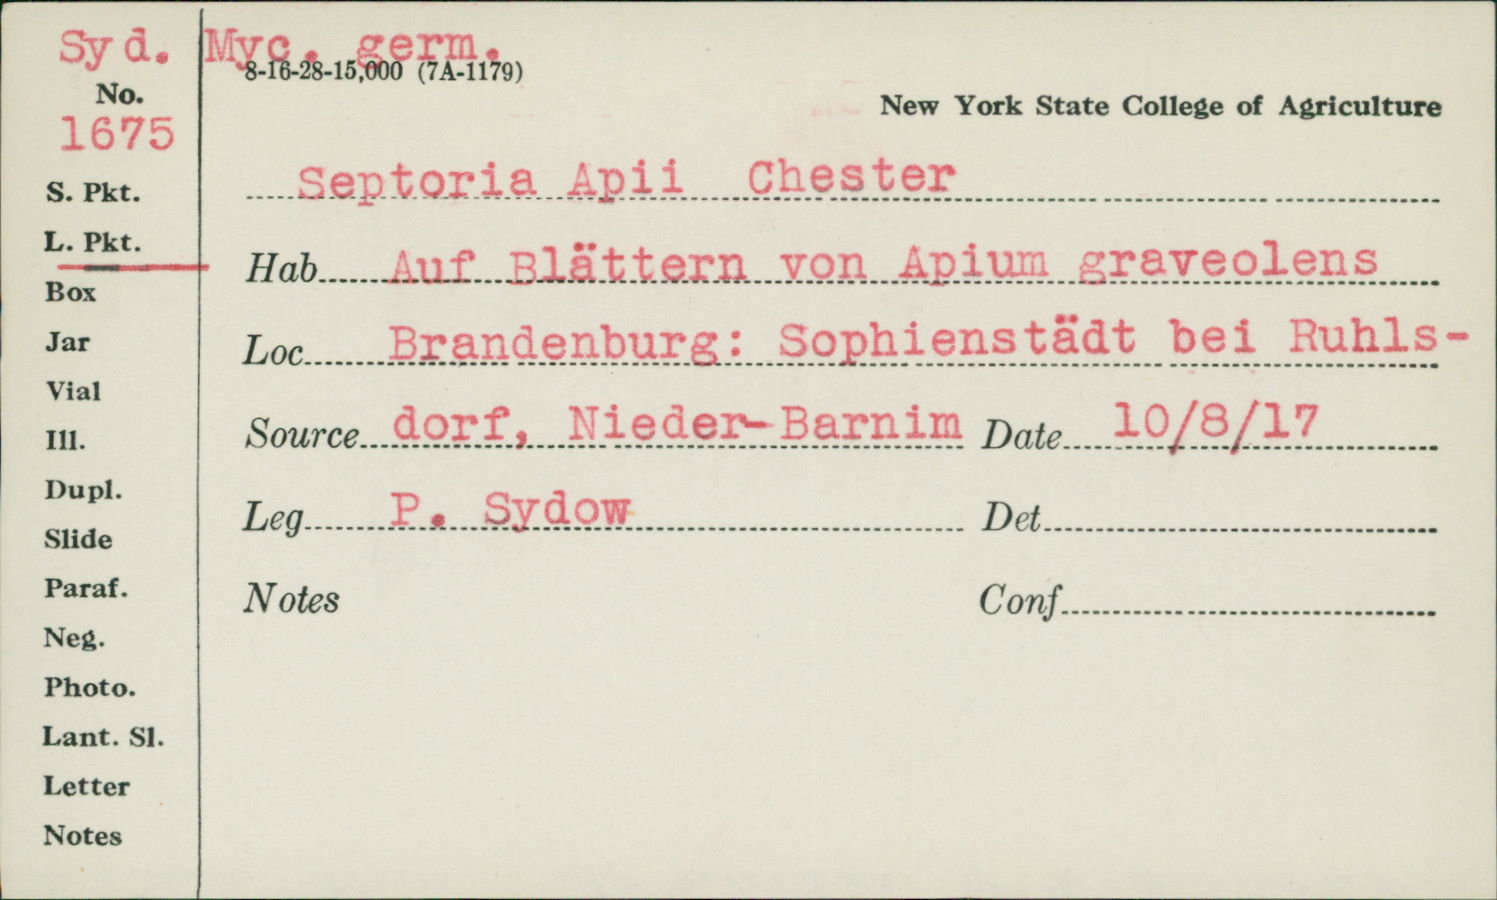 Syd. Myc. germ.
8-16-28-15,000 (7A-1179)
No.
1675
New York State College of Agriculture
Septoria Apii Chester
S. Pkt.
L. Pkt.
Hab. Auf Blättern von Apium graveolens
Box
Jar
Loc. Brandenburg: Sophienstädt bei Ruhls-
Vial
Ill.
Source dorf, Nieder-Barnim Date 10/8/17
Dupl.
Slide
Leg. P. Sydow Det.
Paraf.
Notes Conf.
Neg.
Photo.
Lant. Sl.
Letter
Notes